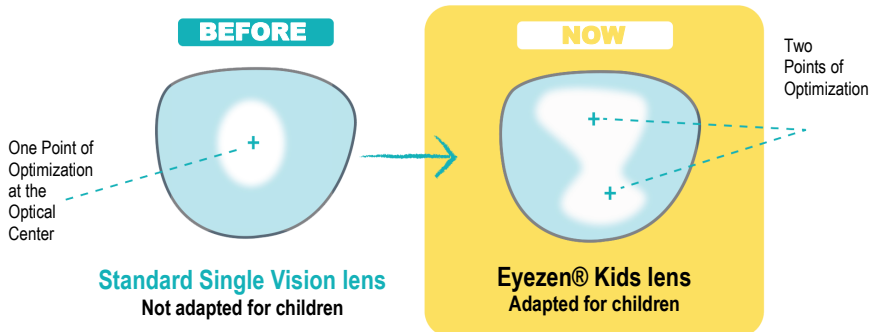 BEFORE
NOW
Two
Points of
Optimization
One Point of
Optimization
at the
Optical
Center
Standard Single Vision lens
Not adapted for children
Eyezen® Kids lens
Adapted for children